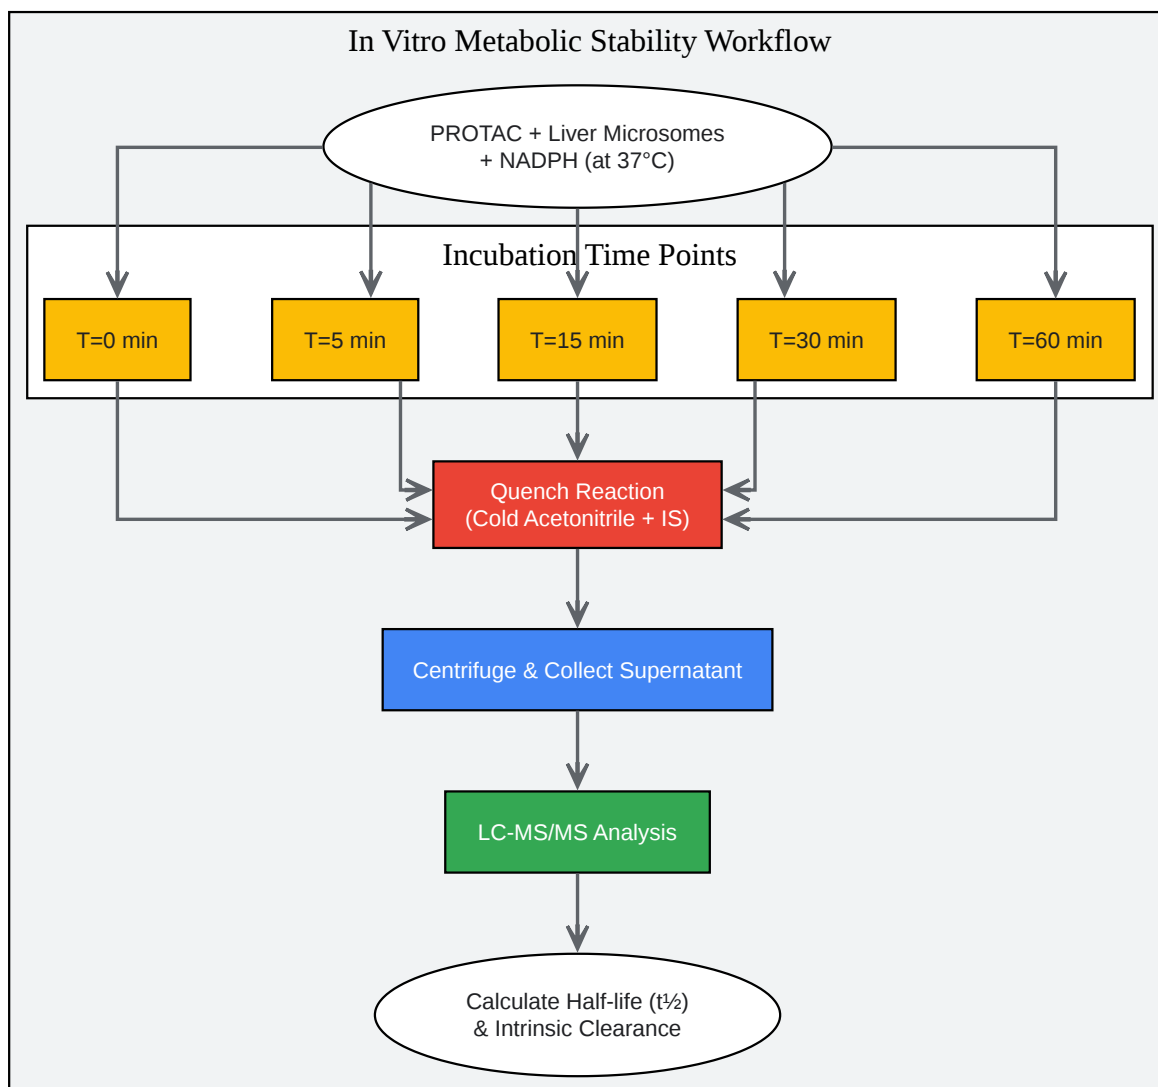 In Vitro Metabolic Stability Workflow
PROTAC + Liver Microsomes
+ NADPH (at 37°C)
Incubation Time Points
T=0 min
T=5 min
T=15 min
T=30 min
T=60 min
Quench Reaction
(Cold Acetonitrile + IS)
Centrifuge & Collect Supernatant
LC-MS/MS Analysis
Calculate Half-life (t½)
& Intrinsic Clearance